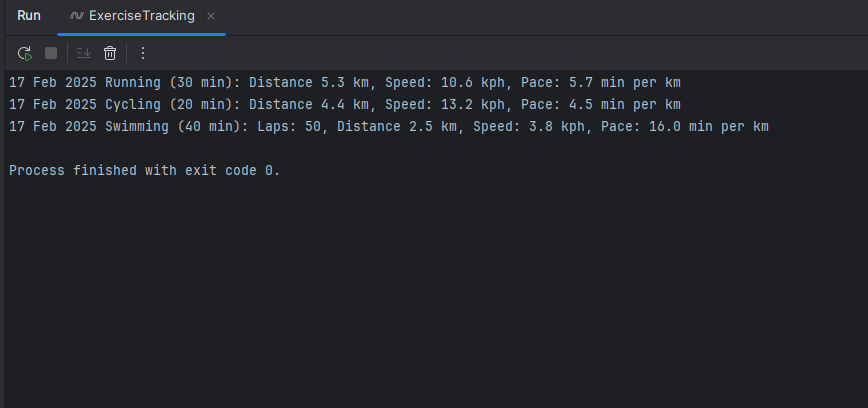 Run ExerciseTracking
17 Feb 2025 Running (30 min): Distance 5.3 km, Speed: 10.6 kph, Pace: 5.7 min per km
17 Feb 2025 Cycling (20 min): Distance 4.4 km, Speed: 13.2 kph, Pace: 4.5 min per km
17 Feb 2025 Swimming (40 min): Laps: 50, Distance 2.5 km, Speed: 3.8 kph, Pace: 16.0 min per km
Process finished with exit code 0.